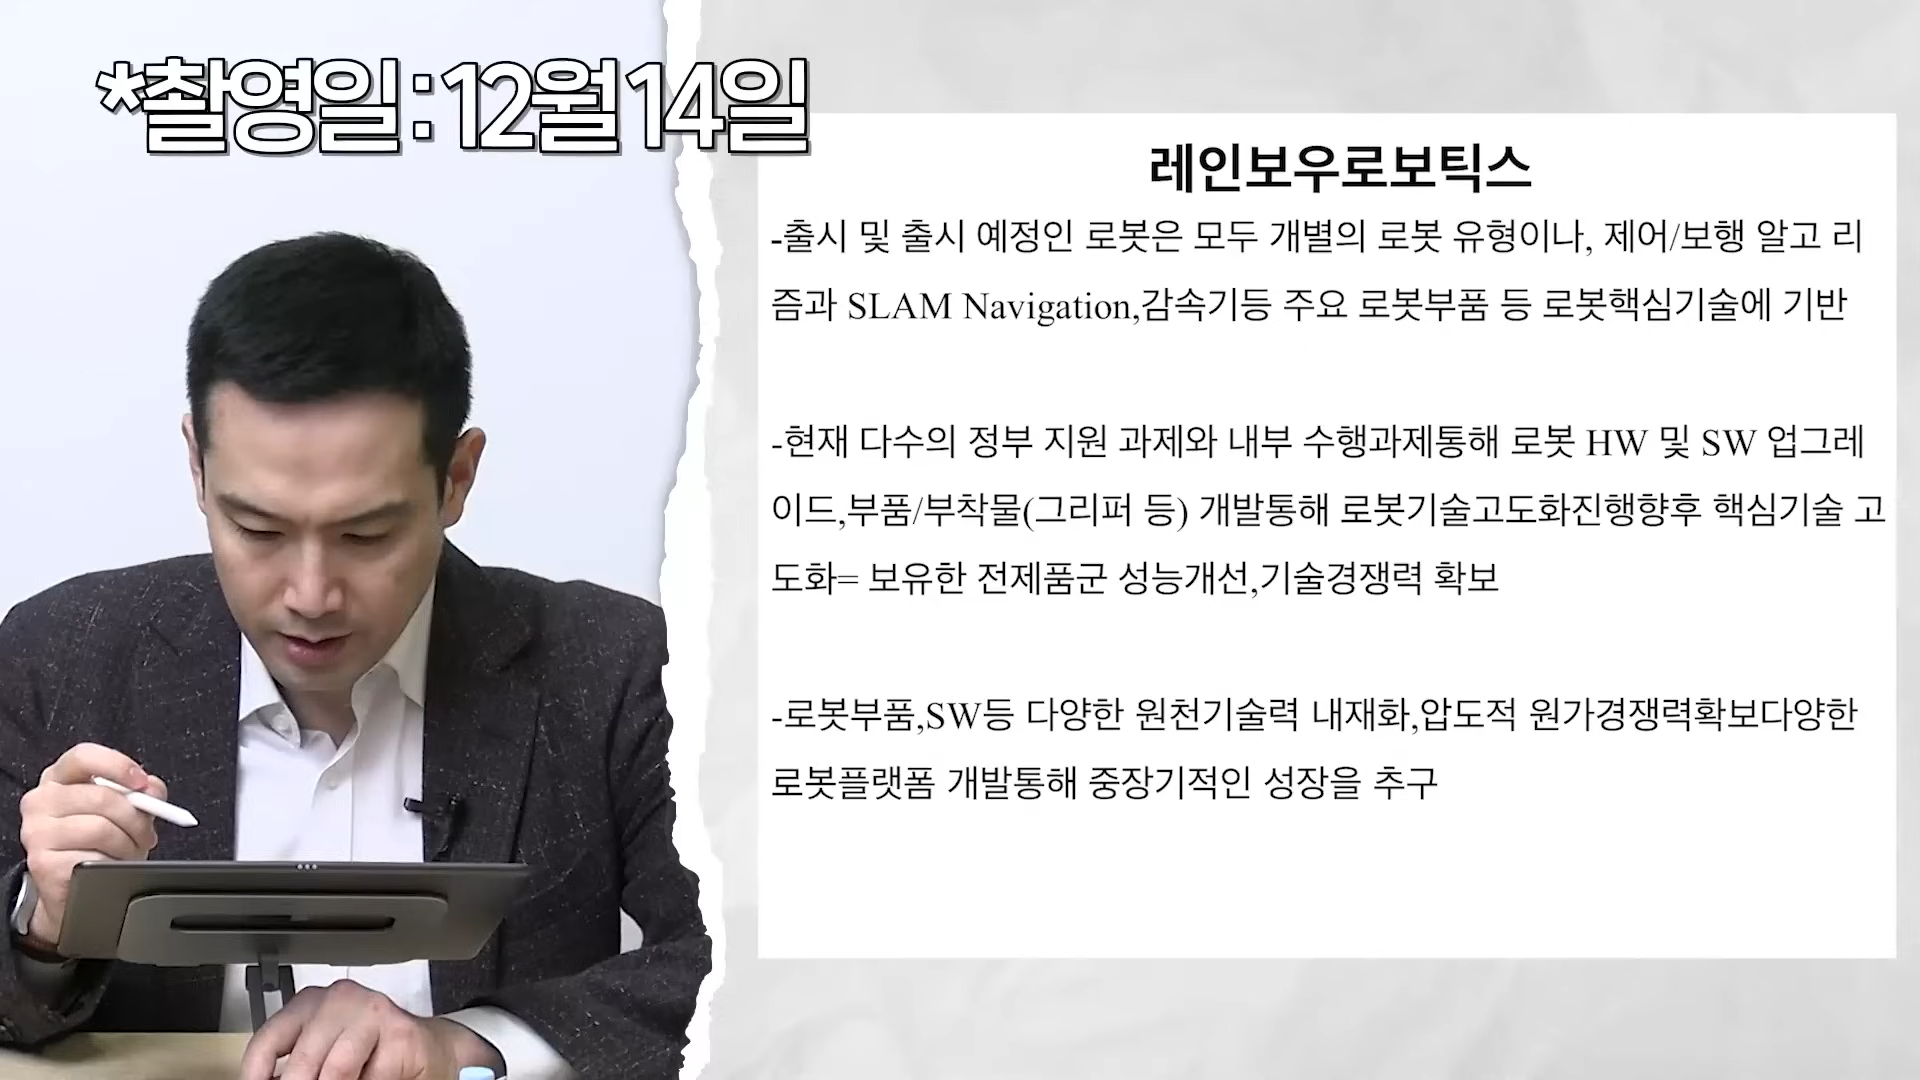 *촬영일:12월 14일
레인보우로보틱스
-출시 및 출시 예정인 로봇은 모두 개별의 로봇 유형이나, 제어/보행 알고 리
즘과 SLAM Navigation,감속기등 주요 로봇부품 등 로봇핵심기술에 기반
-현재 다수의 정부 지원 과제와 내부 수행과제통해 로봇 HW 및 SW 업그레
이드,부품/부착물(그리퍼 등) 개발통해 로봇기술고도화진행향후 핵심기술 고
도화= 보유한 전제품군 성능개선,기술경쟁력 확보
-로봇부품,SW등 다양한 원천기술력 내재화,압도적 원가경쟁력확보다양한
로봇플랫폼 개발통해 중장기적인 성장을 추구